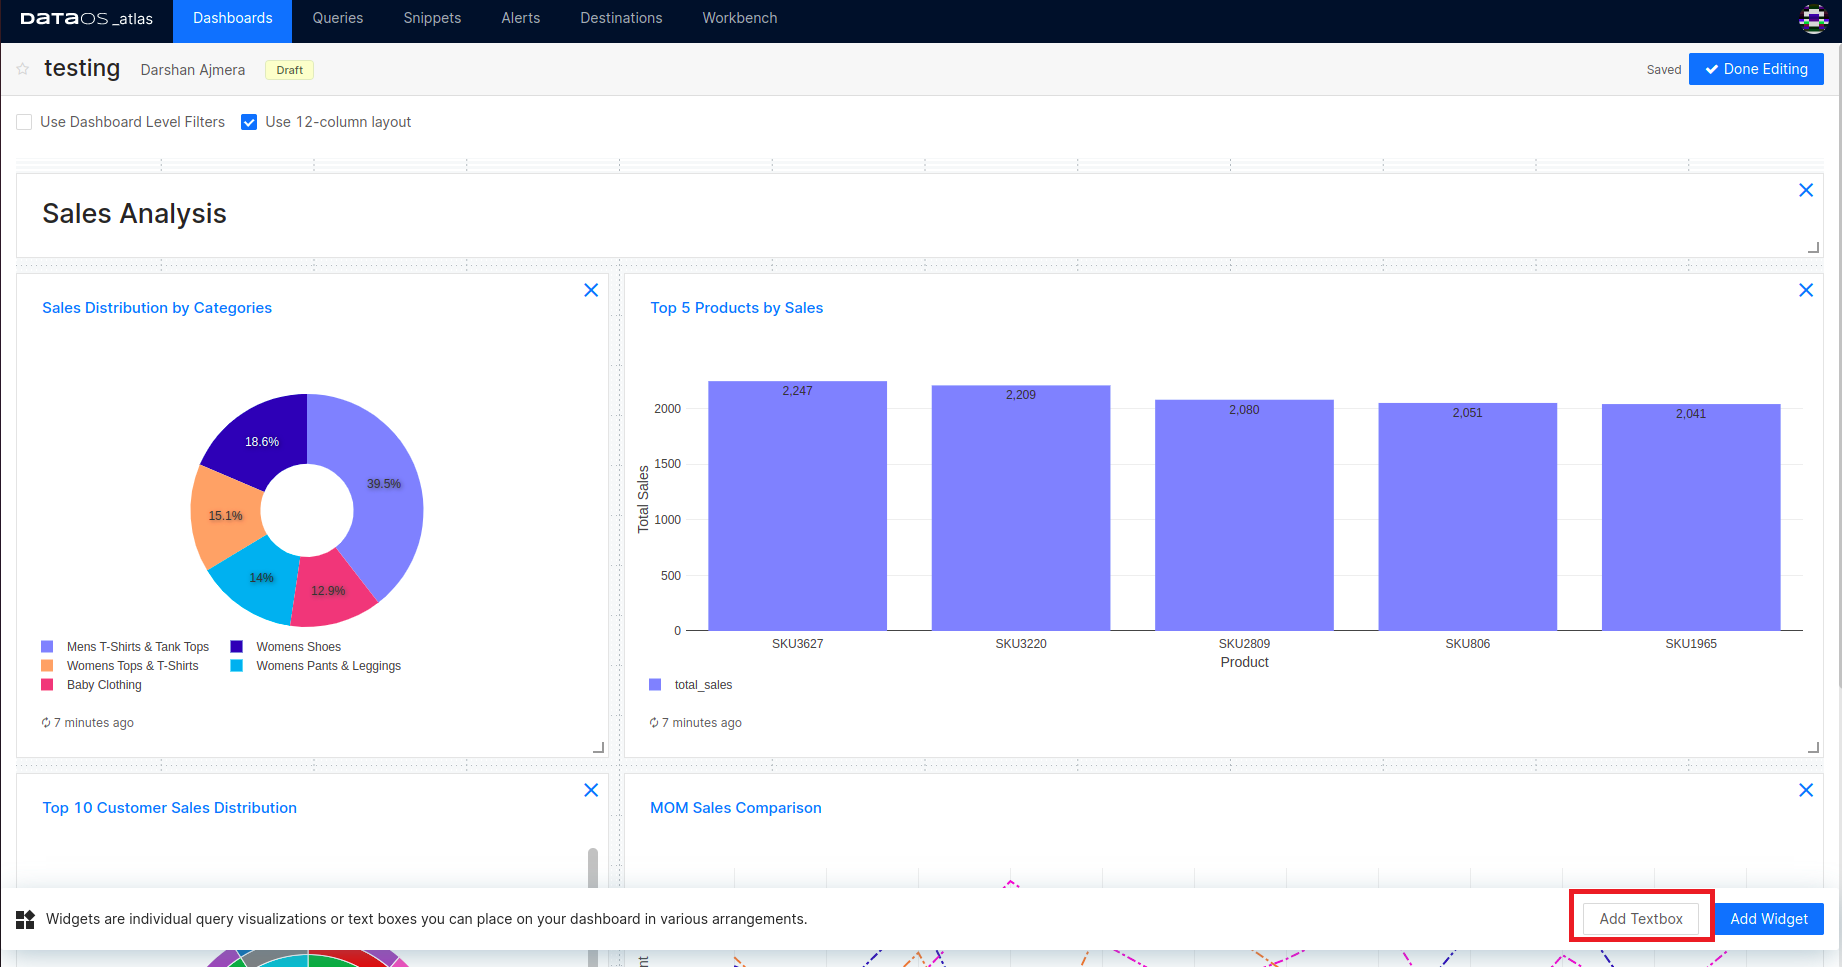 DATAOS_atlas Dashboards Queries Snippets Alerts Destinations Workbench
testing Darshan Ajmera Draft Saved Done Editing
Use Dashboard Level Filters Use 12-column layout
Sales Analysis
Sales Distribution by Categories
39.5%
18.6%
15.1%
14%
12.9%
Mens T-Shirts & Tank Tops Womens Shoes
Womens Tops & T-Shirts Womens Pants & Leggings
Baby Clothing
7 minutes ago
Top 5 Products by Sales
2,247 2,209 2,080 2,051 2,041
2000
1500
1000
500
0
Total Sales
SKU3627 SKU3220 SKU2809 SKU806 SKU1965
Product
total_sales
7 minutes ago
Top 10 Customer Sales Distribution
MOM Sales Comparison
Widgets are individual query visualizations or text boxes you can place on your dashboard in various arrangements.
Add Textbox Add Widget